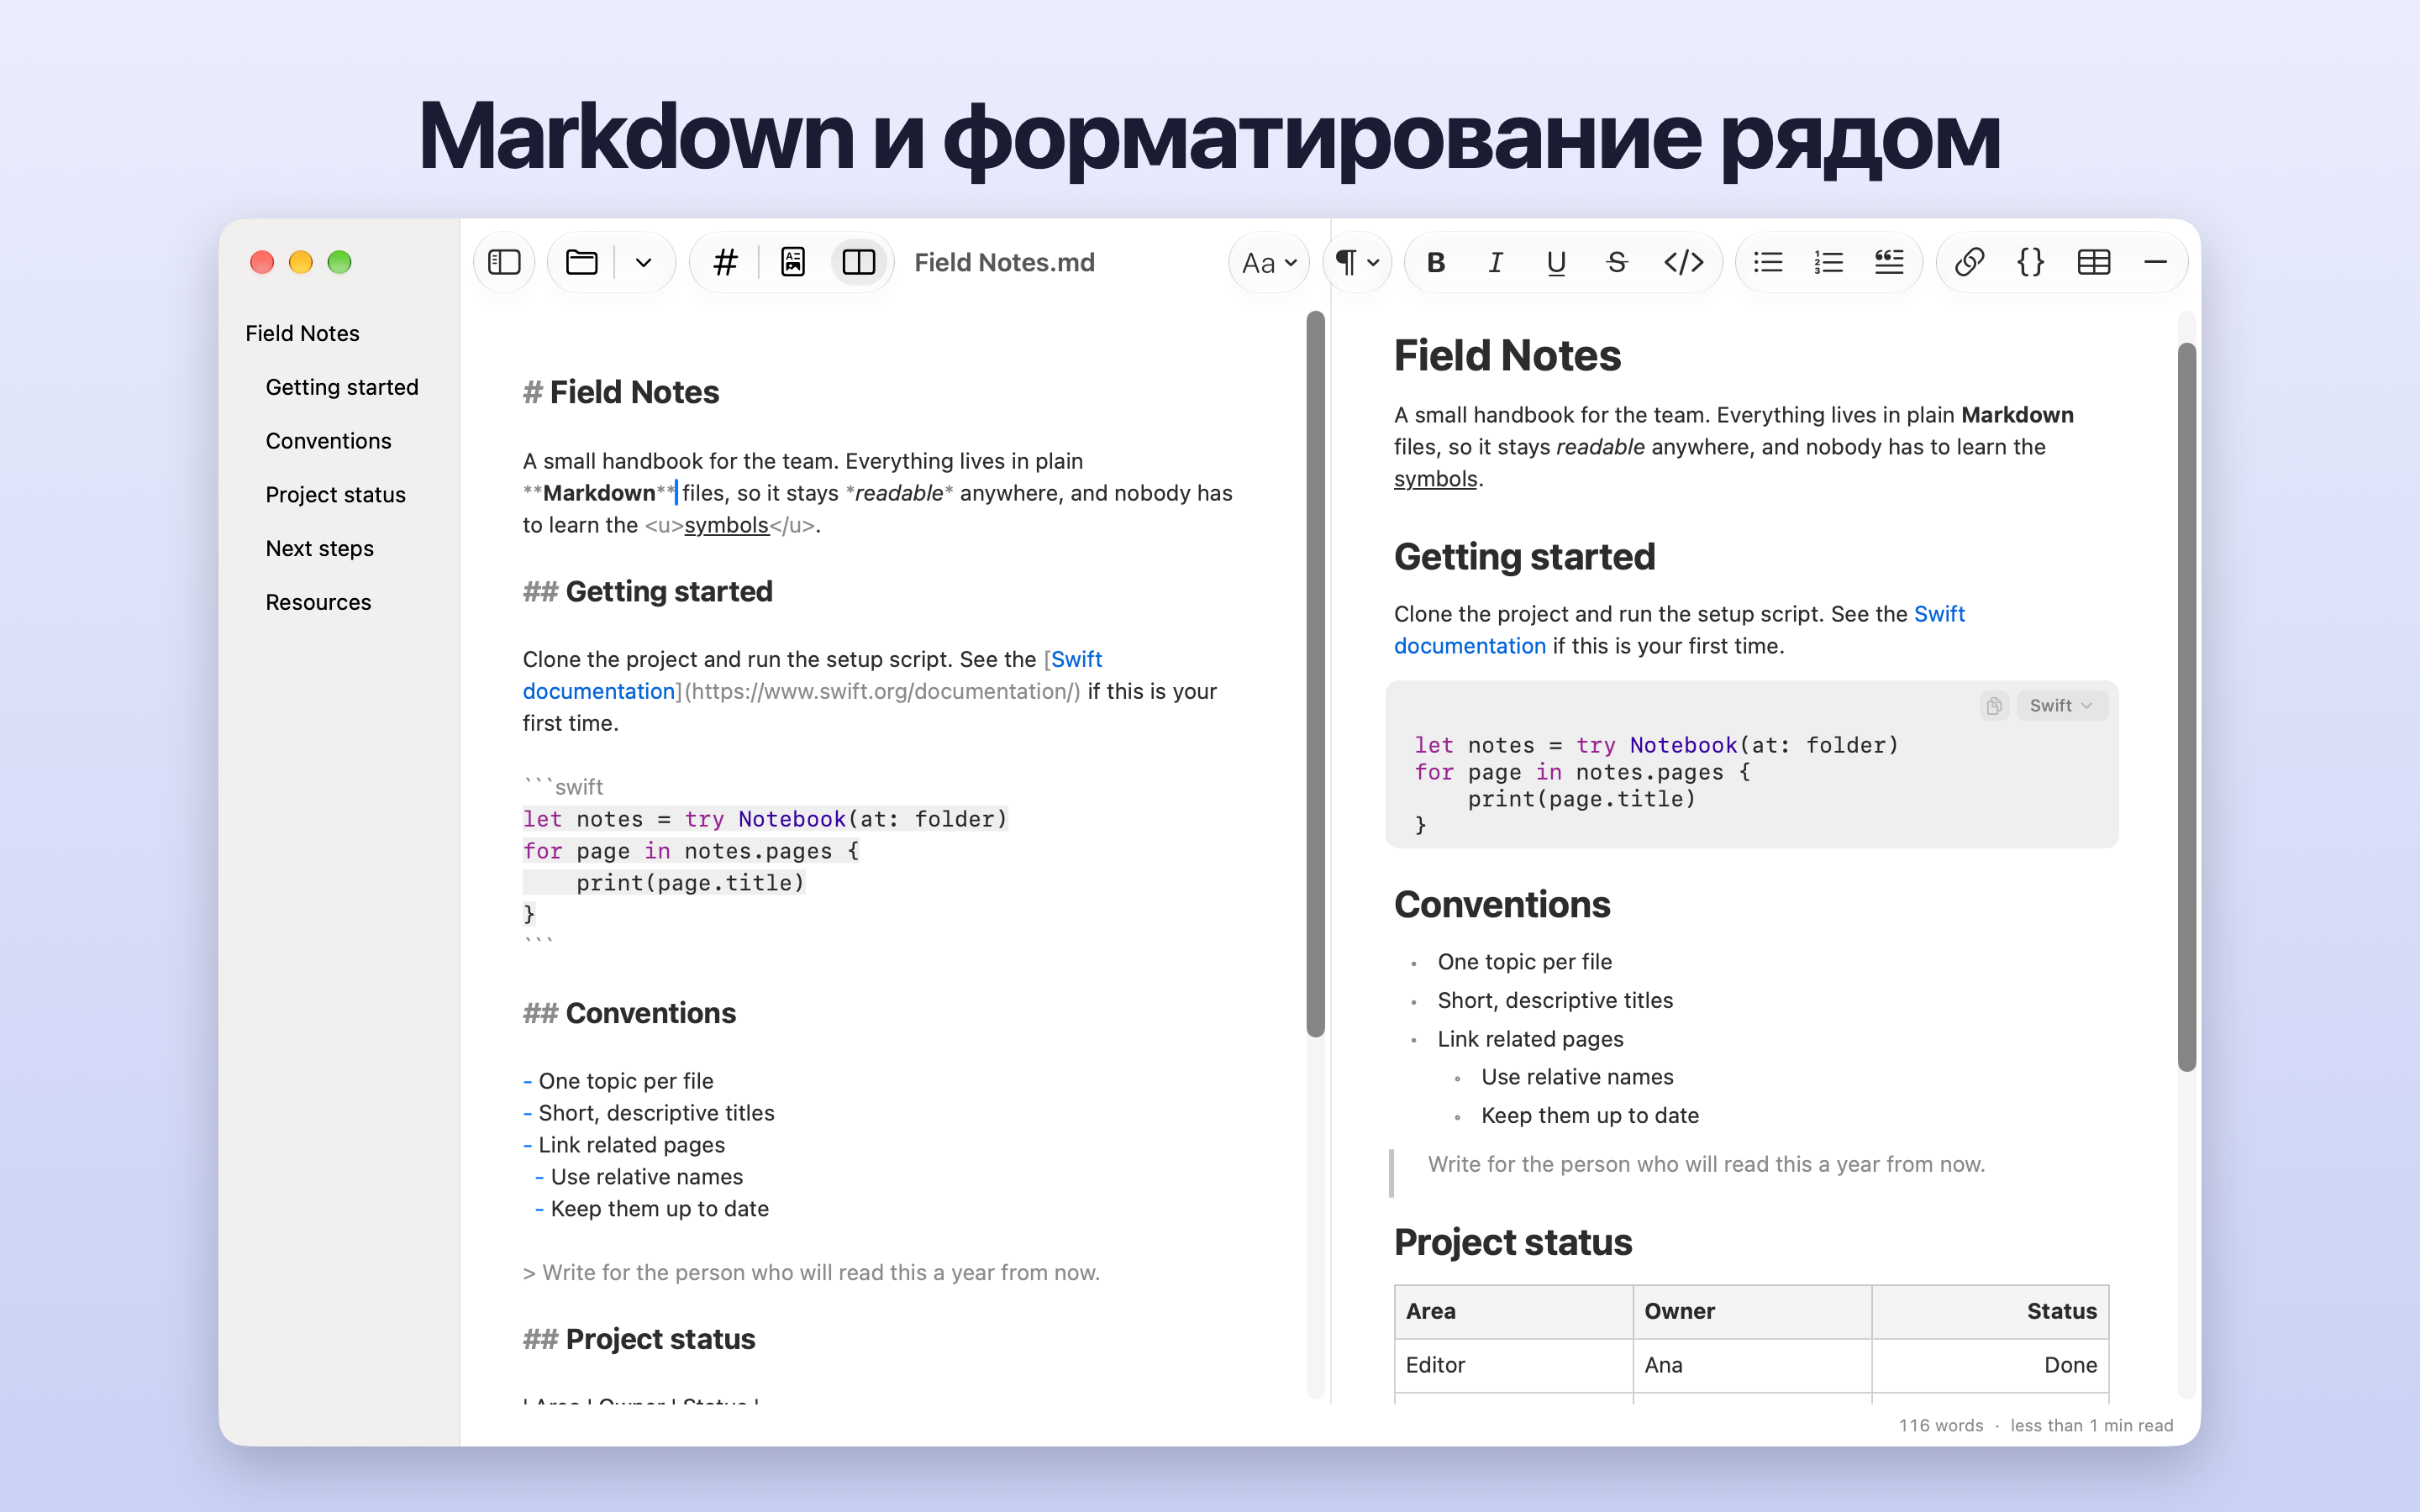 Markdown и форматирование рядом
Field Notes.md
Aa
B I U S </>
{}
Field Notes
Getting started
Conventions
Project status
Next steps
Resources
# Field Notes
A small handbook for the team. Everything lives in plain
**Markdown** files, so it stays *readable* anywhere, and nobody has
to learn the <u>symbols</u>.
## Getting started
Clone the project and run the setup script. See the [Swift
documentation](https://www.swift.org/documentation/) if this is your
first time.
```swift
let notes = try Notebook(at: folder)
for page in notes.pages {
    print(page.title)
}
```
## Conventions
- One topic per file
- Short, descriptive titles
- Link related pages
  - Use relative names
  - Keep them up to date
> Write for the person who will read this a year from now.
## Project status
| Area | Owner | Status |
Field Notes
A small handbook for the team. Everything lives in plain Markdown
files, so it stays readable anywhere, and nobody has to learn the
symbols.
Getting started
Clone the project and run the setup script. See the Swift
documentation if this is your first time.
Swift
let notes = try Notebook(at: folder)
for page in notes.pages {
    print(page.title)
}
Conventions
• One topic per file
• Short, descriptive titles
• Link related pages
◦ Use relative names
◦ Keep them up to date
Write for the person who will read this a year from now.
Project status
Area Owner Status
Editor Ana Done
116 words · less than 1 min read